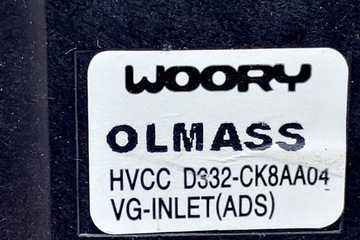 WOORY
OLMASS
HVCC D332-CK8AA04
VG-INLET(ADS)